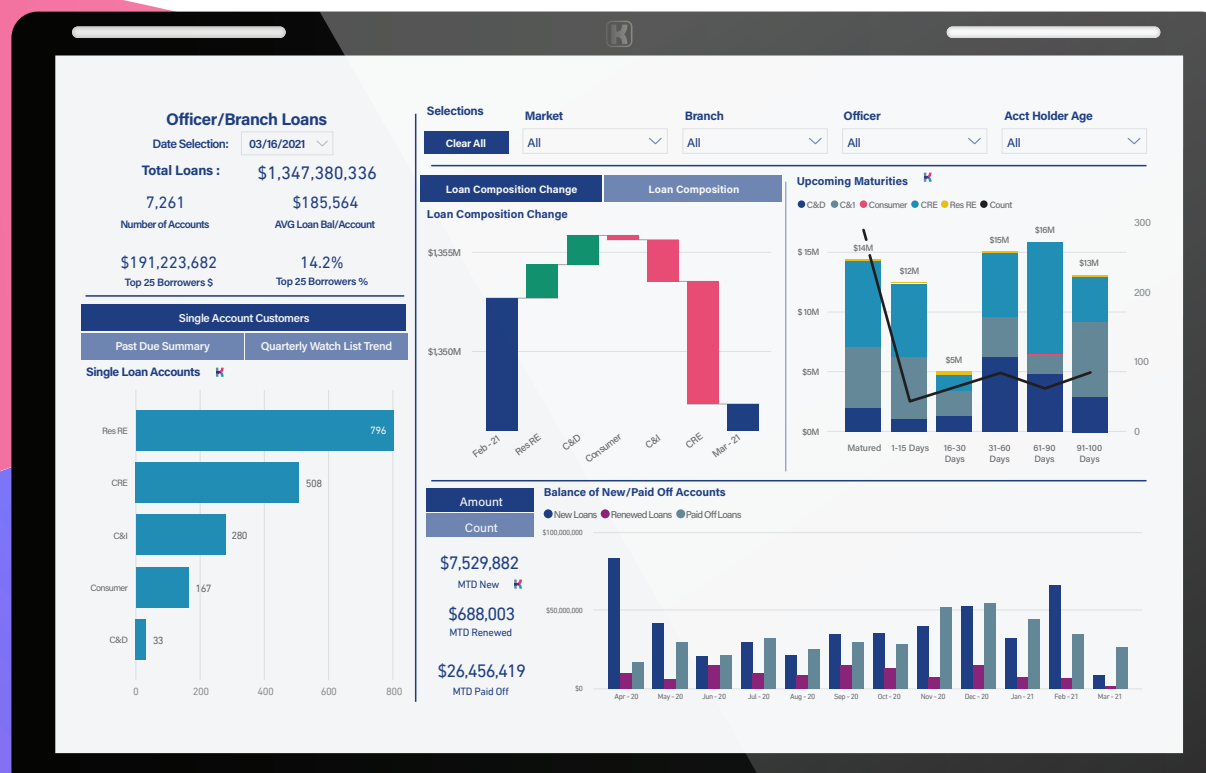 Officer/Branch Loans
Date Selection: 03/16/2021
Total Loans : $1,347,380,336
7,261 $185,564
Number of Accounts AVG Loan Bal/Account
$191,223,682 14.2%
Top 25 Borrowers $ Top 25 Borrowers %
Single Account Customers
Past Due Summary Quarterly Watch List Trend
Single Loan Accounts
Res RE 796
CRE 508
C&I 280
Consumer 167
C&D 33
0 200 400 600 800
Selections Market Branch Officer Acct Holder Age
Clear All All All All All
Loan Composition Change Loan Composition
Loan Composition Change
$1,355M
$1,350M
Feb - 21 Res RE C&D Consumer C&I CRE Mar - 21
Upcoming Maturities
C&D C&I Consumer CRE Res RE Count
300
$15M $14M $12M $5M $15M $16M $13M
200
$10M
100
$5M
$0M 0
Matured 1-15 Days 16-30 Days 31-60 Days 61-90 Days 91-100 Days
Amount
Count
$7,529,882
MTD New
$688,003
MTD Renewed
$26,456,419
MTD Paid Off
Balance of New/Paid Off Accounts
New Loans Renewed Loans Paid Off Loans
$100,000,000
$50,000,000
$0
Apr - 20 May - 20 Jun - 20 Jul - 20 Aug - 20 Sep - 20 Oct - 20 Nov - 20 Dec - 20 Jan - 21 Feb - 21 Mar - 21